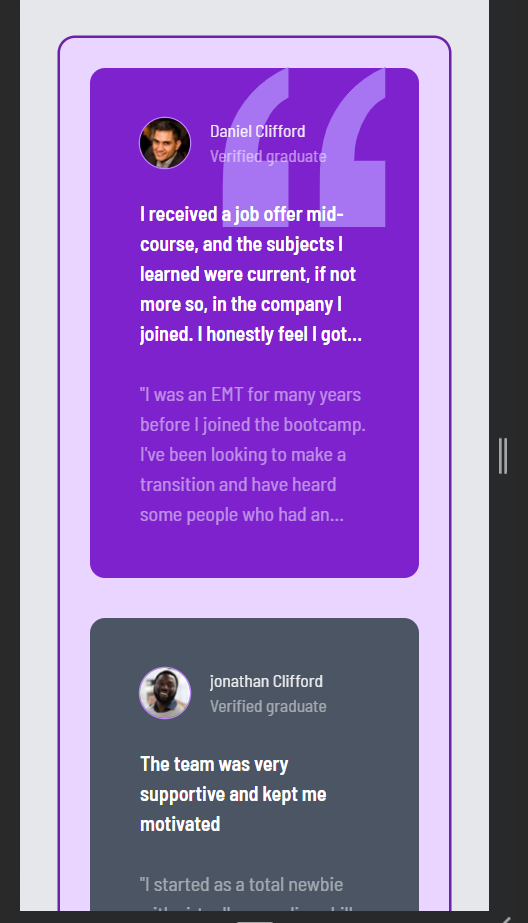 Daniel Clifford
Verified graduate
I received a job offer mid-
course, and the subjects I
learned were current, if not
more so, in the company I
joined. I honestly feel I got...
"I was an EMT for many years
before I joined the bootcamp.
I've been looking to make a
transition and have heard
some people who had an...
jonathan Clifford
Verified graduate
The team was very
supportive and kept me
motivated
"I started as a total newbie